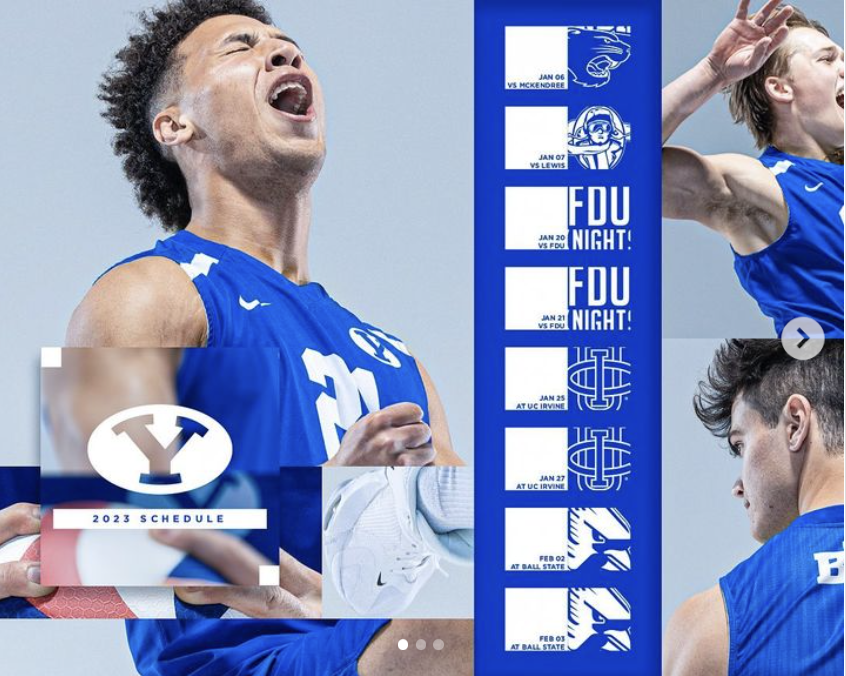 Y
2023 SCHEDULE
JAN 06
VS MCKENDREE
JAN 07
VS LEWIS
JAN 20
VS FDU
FDU
KNIGHTS
JAN 21
VS FDU
FDU
KNIGHTS
JAN 25
AT UC IRVINE
JAN 27
AT UC IRVINE
FEB 02
AT BALL STATE
FEB 03
AT BALL STATE